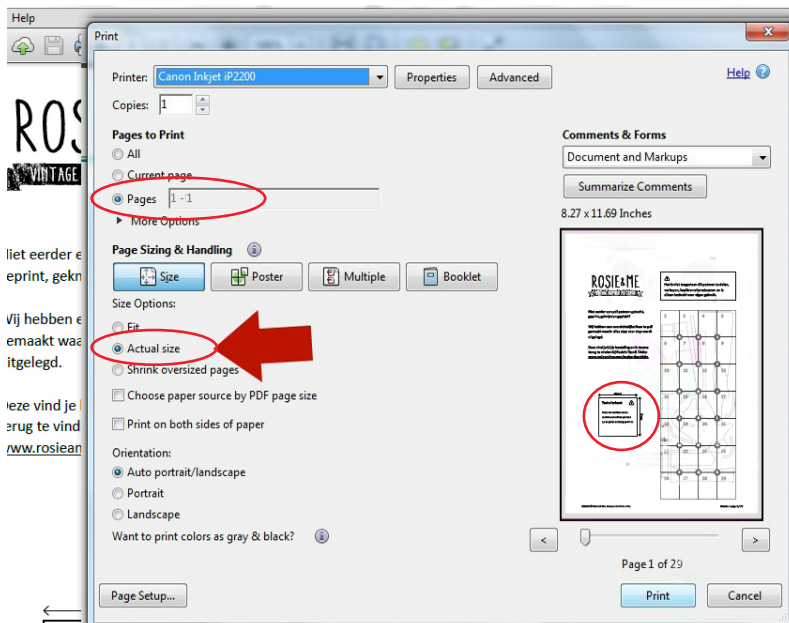 Help
Print
Printer: Canon Inkjet iP2200
Properties
Advanced
Help
Copies: 1
Pages to Print
All
Current page
Pages 1 - 1
More Options
Comments & Forms
Document and Markups
Summarize Comments
8.27 x 11.69 Inches
Page Sizing & Handling
Size
Poster
Multiple
Booklet
Size Options:
Fit
Actual size
Shrink oversized pages
Choose paper source by PDF page size
Print on both sides of paper
Orientation:
Auto portrait/landscape
Portrait
Landscape
Want to print colors as gray & black?
ROSIE&ME
<
>
Page 1 of 29
Page Setup...
Print
Cancel
ROS
VINTAGE
liet eerder e
eprint, gekn
Vij hebben e
emaakt waa
itgelegd.
Deze vind je
erug te vind
www.rosiean